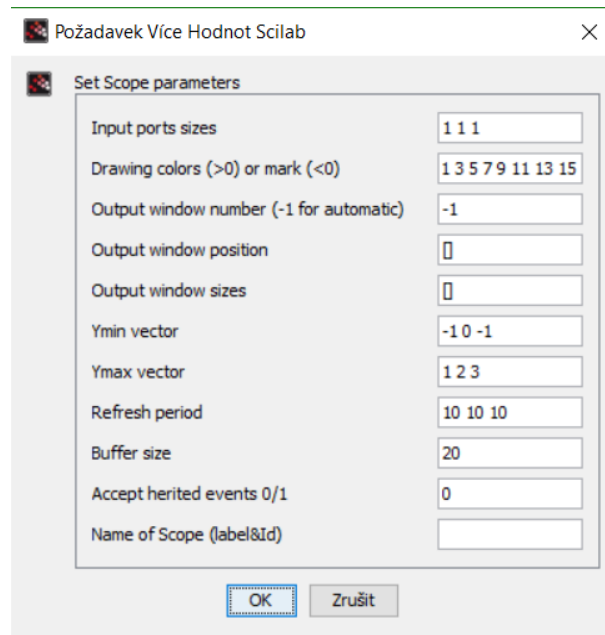 Požadavek Více Hodnot Scilab
Set Scope parameters
Input ports sizes 1 1 1
Drawing colors (>0) or mark (<0) 1 3 5 7 9 11 13 15
Output window number (-1 for automatic) -1
Output window position []
Output window sizes []
Ymin vector -1 0 -1
Ymax vector 1 2 3
Refresh period 10 10 10
Buffer size 20
Accept herited events 0/1 0
Name of Scope (label&Id)
OK Zrušit